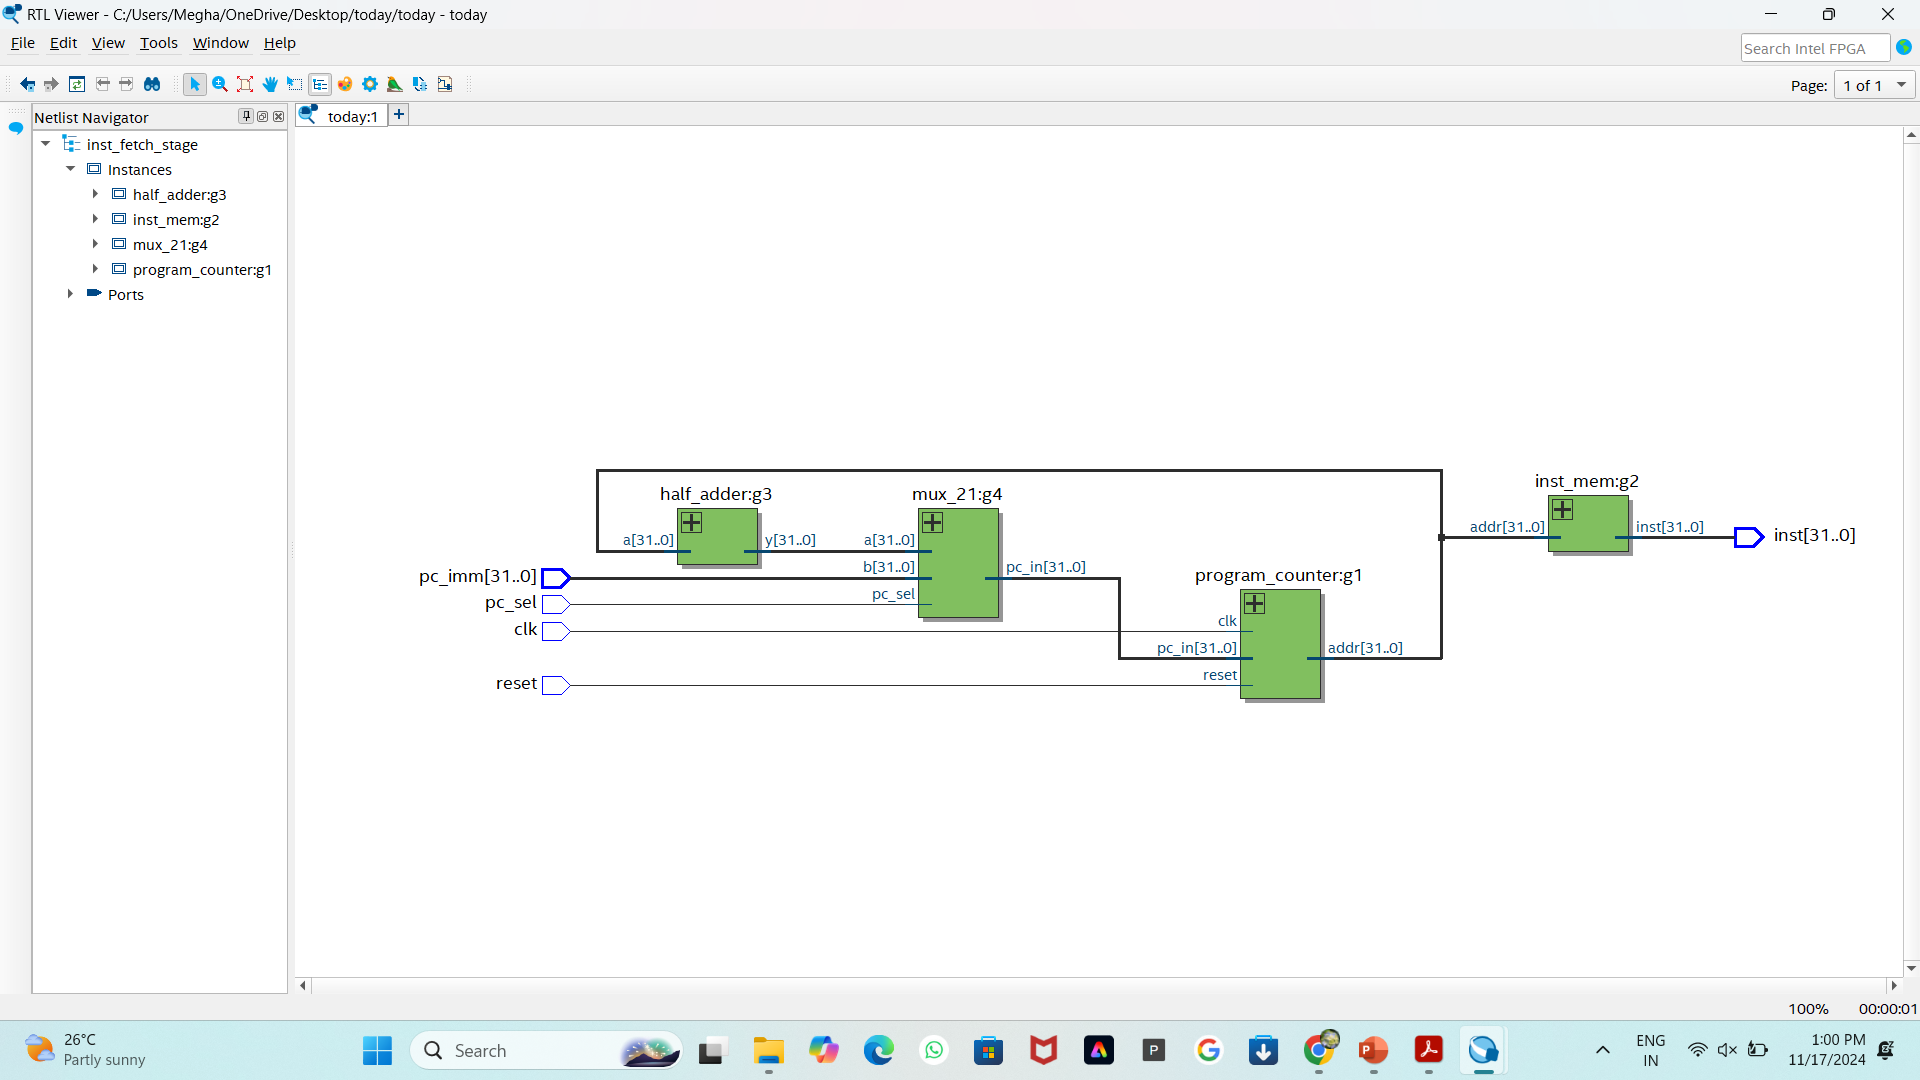 RTL Viewer - C:/Users/Megha/OneDrive/Desktop/today/today - today
File Edit View Tools Window Help
Search Intel FPGA
Page: 1 of 1
Netlist Navigator
today:1
inst_fetch_stage
Instances
half_adder:g3
inst_mem:g2
mux_21:g4
program_counter:g1
Ports
inst_mem:g2
half_adder:g3 mux_21:g4
addr[31..0] inst[31..0] inst[31..0]
a[31..0] y[31..0] a[31..0]
pc_imm[31..0] b[31..0] pc_in[31..0] program_counter:g1
pc_sel pc_sel
clk clk
pc_in[31..0] addr[31..0]
reset reset
100% 00:00:01
26°C
Partly sunny
Search
P
ENG
IN
1:00 PM
11/17/2024